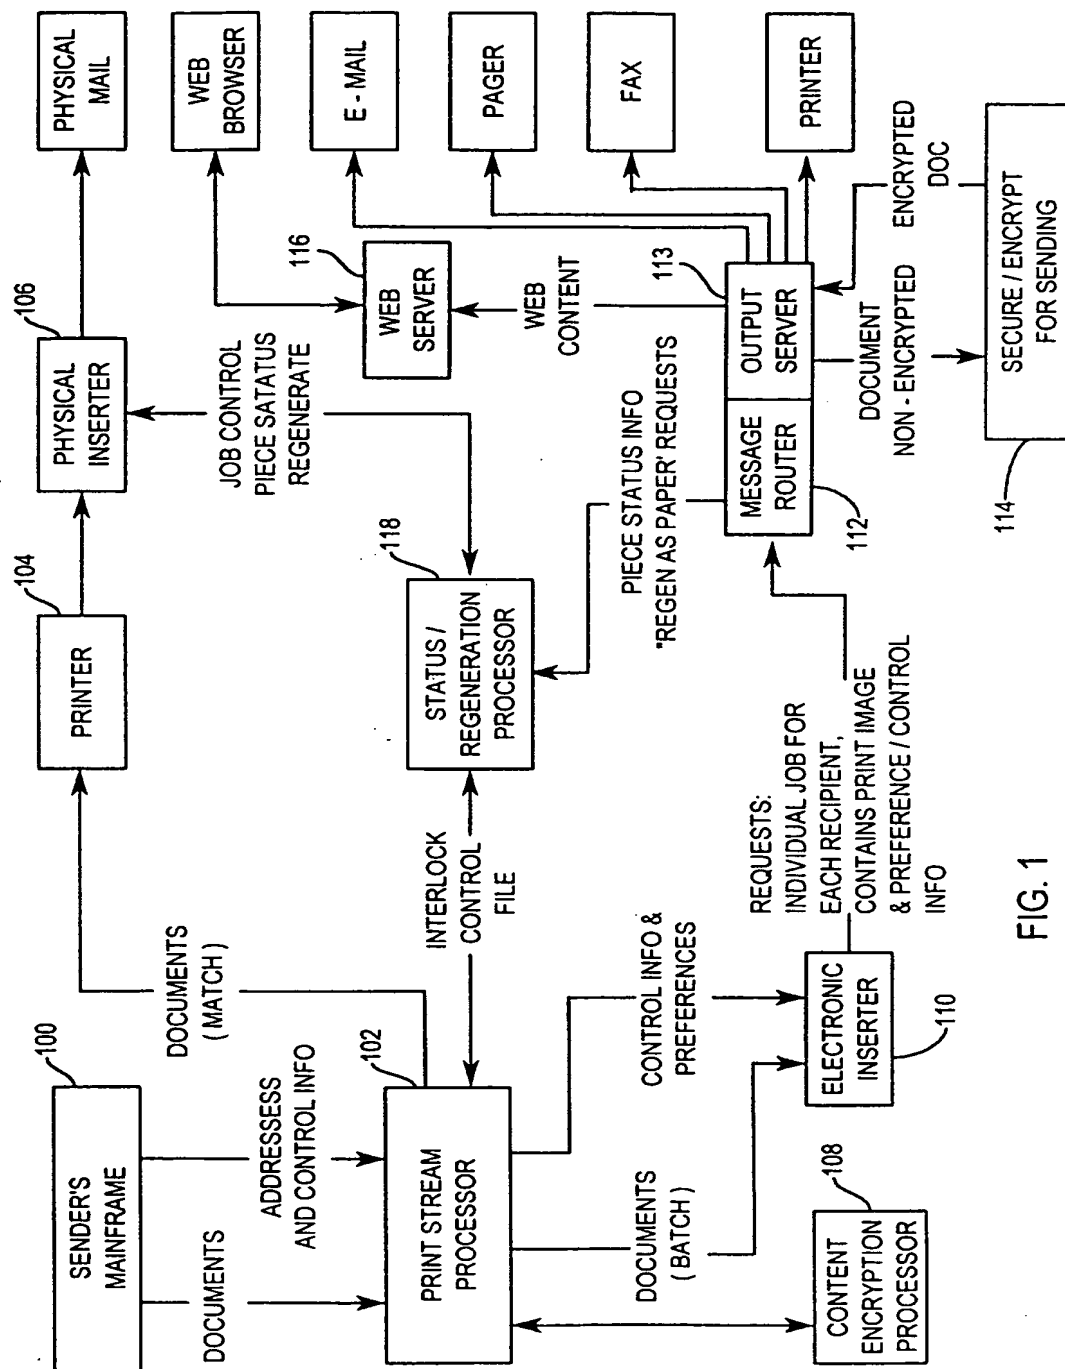 100
SENDER'S
MAINFRAME
DOCUMENTS
ADDRESSESS
AND CONTROL INFO
102
PRINT STREAM
PROCESSOR
DOCUMENTS
( MATCH )
104
PRINTER
106
PHYSICAL
INSERTER
PHYSICAL
MAIL
INTERLOCK
CONTROL
FILE
118
STATUS /
REGENERATION
PROCESSOR
JOB CONTROL
PIECE SATATUS
REGENERATE
116
WEB
SERVER
WEB
BROWSER
E - MAIL
PAGER
FAX
PRINTER
WEB
CONTENT
PIECE STATUS INFO
"REGEN AS PAPER' REQUESTS
113
MESSAGE
ROUTER
OUTPUT
SERVER
112
CONTROL INFO &
PREFERENCES
DOCUMENTS
( BATCH )
108
CONTENT
ENCRYPTION
PROCESSOR
ELECTRONIC
INSERTER
110
REQUESTS:
INDIVIDUAL JOB FOR
EACH RECIPIENT,
CONTAINS PRINT IMAGE
& PREFERENCE / CONTROL
INFO
DOCUMENT
NON - ENCRYPTED
ENCRYPTED
DOC
114
SECURE / ENCRYPT
FOR SENDING
FIG. 1